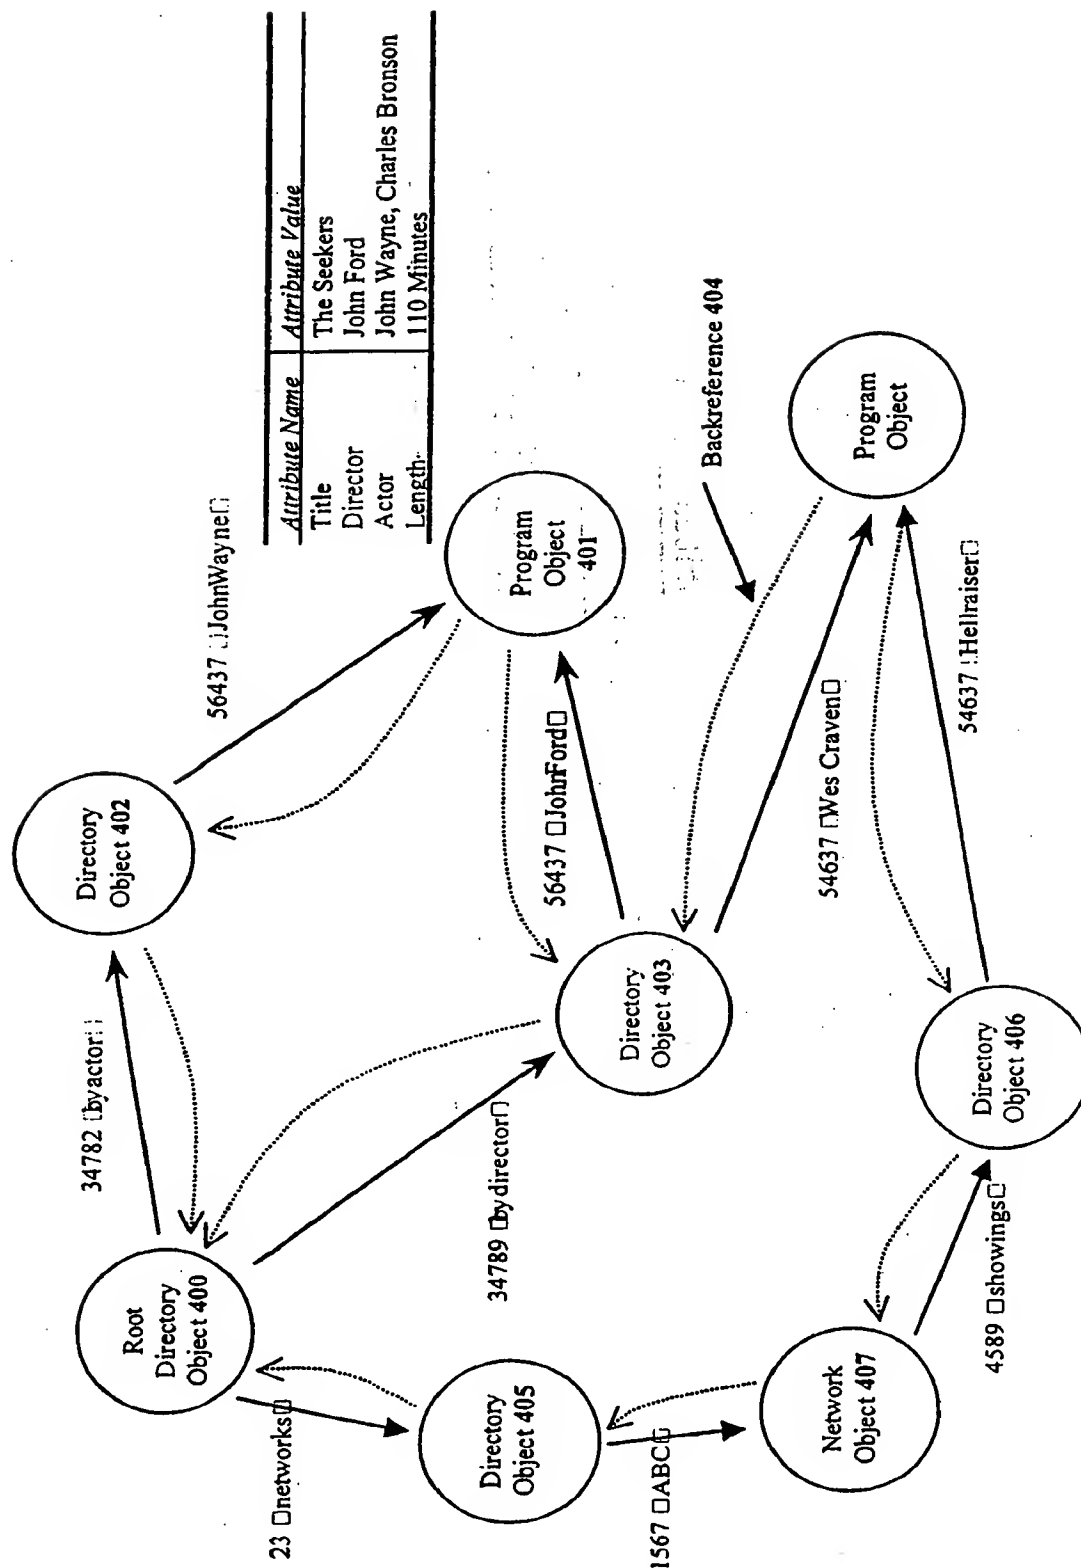 Attribute Name Attribute Value
Title The Seekers
Director John Ford
Actor John Wayne, Charles Bronson
Length 110 Minutes
56437 JohnWayne
Directory
Object 402
Program
Object
401
34782 byactor
56437 JohnFord
Backreference 404
Root
Directory
Object 400
34789 bydirector
Directory
Object 403
Program
Object
54637 Wes Craven
23 networks
Directory
Object 405
54637 Hellraiser
1567 ABC
Network
Object 407
4589 showings
Directory
Object 406